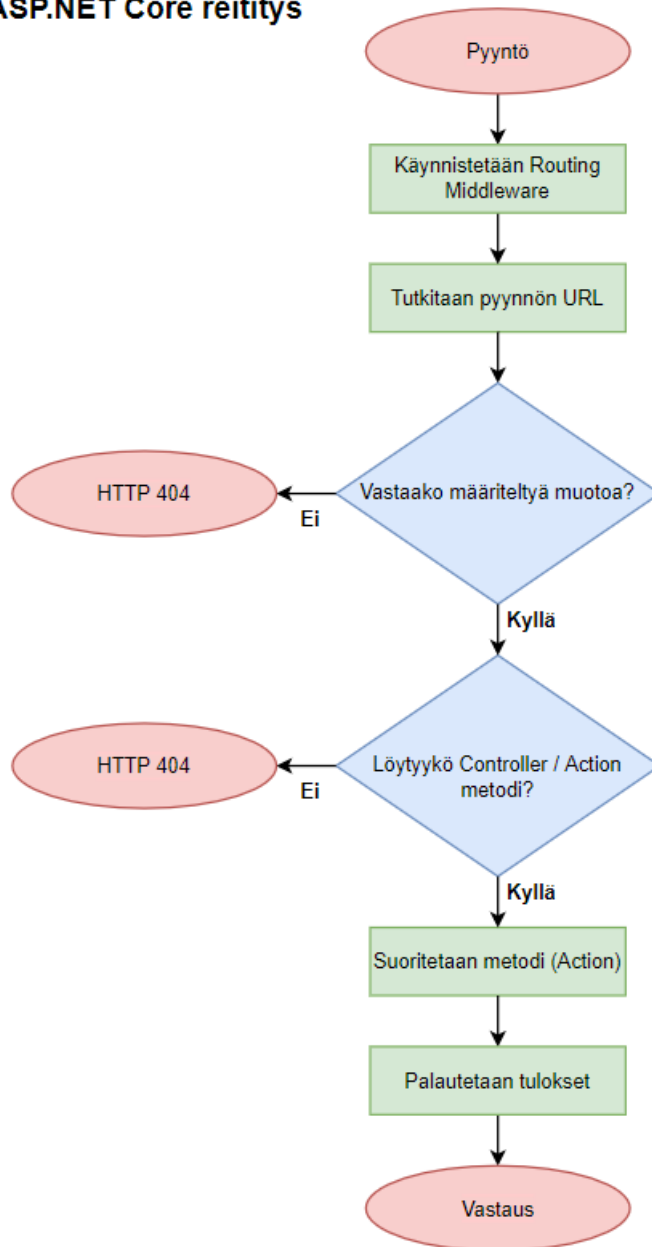 ASP.NET Core reititys
Pyyntö
Käynnistetään Routing
Middleware
Tutkitaan pyynnön URL
Vastaako määriteltyä muotoa?
HTTP 404
Ei
Kyllä
Löytyykö Controller / Action
metodi?
HTTP 404
Ei
Kyllä
Suoritetaan metodi (Action)
Palautetaan tulokset
Vastaus